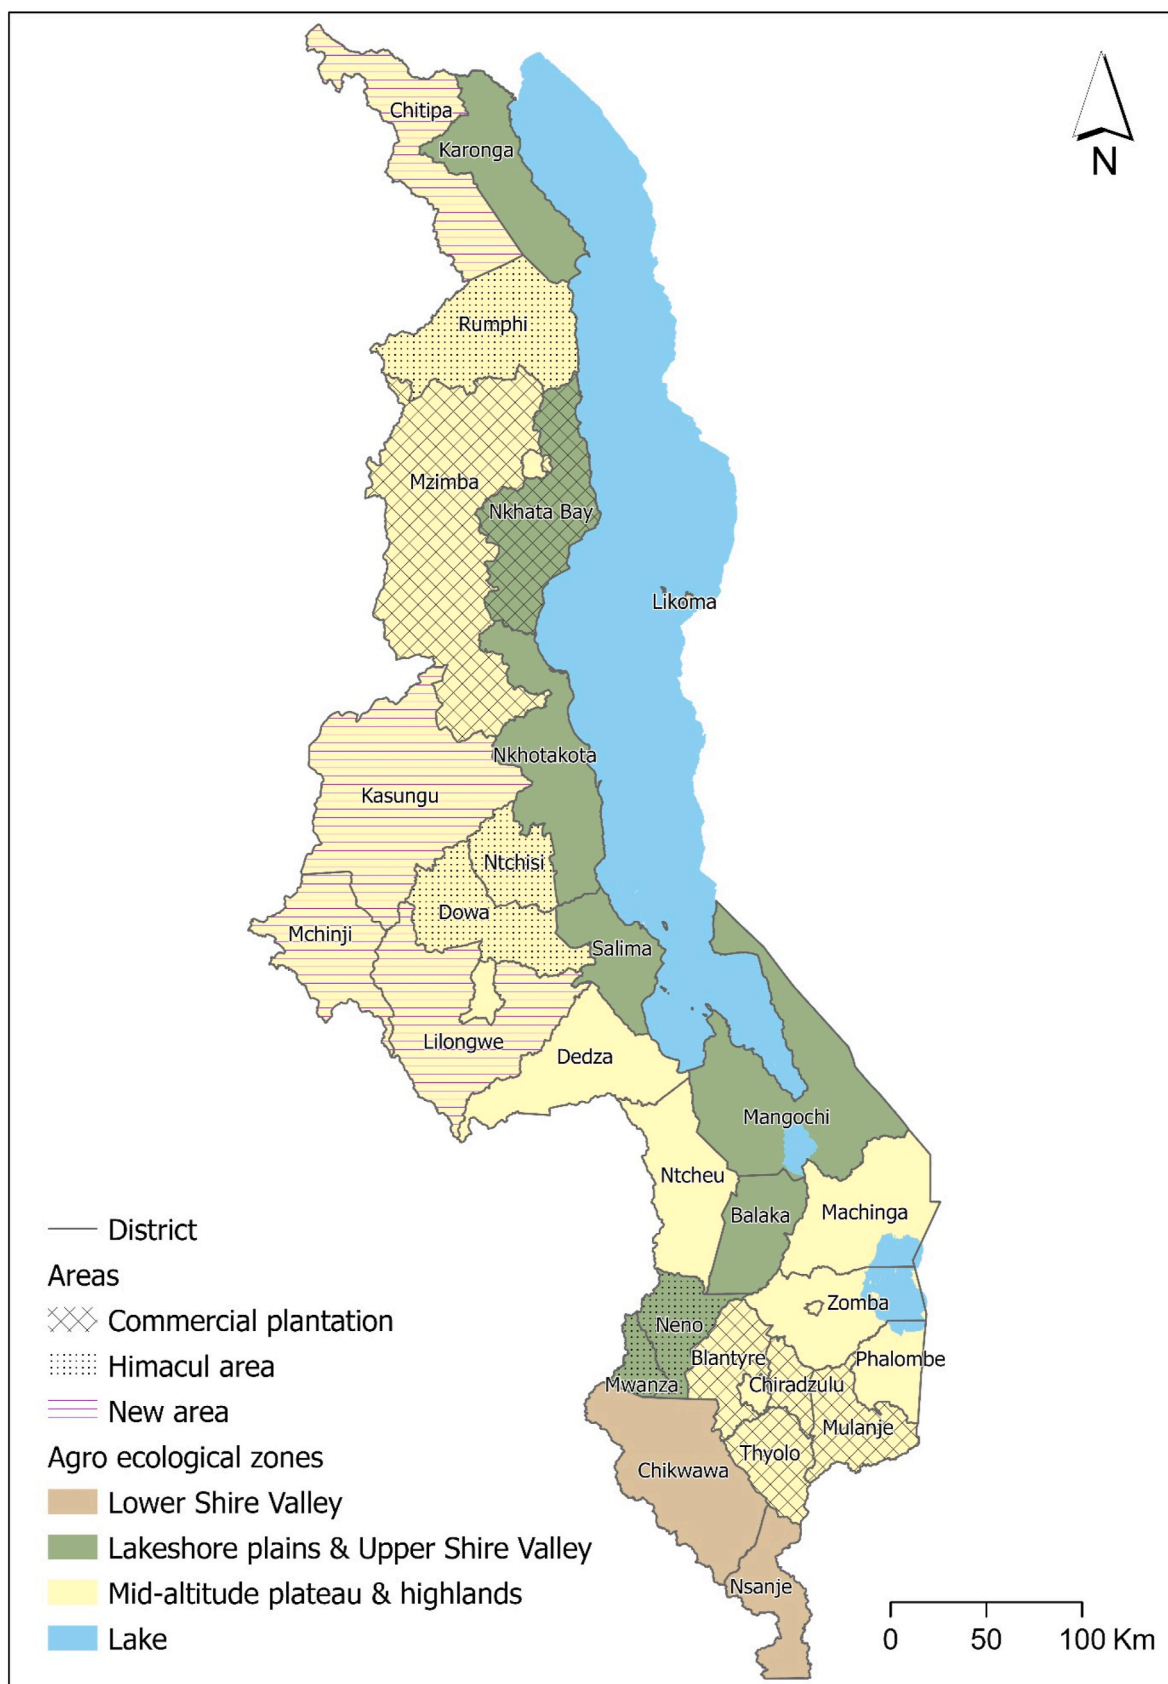 Chitipa
Karonga
N
Rumphi
Mzimba
Nkhata Bay
Likoma
Nkhotakota
Kasungu
Ntchisi
Dowa
Mchinji
Salima
Lilongwe
Dedza
Mangochi
Ntcheu
Balaka
Machinga
Zomba
Neno
Blantyre
Phalombe
Mwanza
Chiradzulu
Mulanje
Thyolo
Chikwawa
Nsanje
District
Areas
Commercial plantation
Himacul area
New area
Agro ecological zones
Lower Shire Valley
Lakeshore plains & Upper Shire Valley
Mid-altitude plateau & highlands
Lake
0 50 100 Km